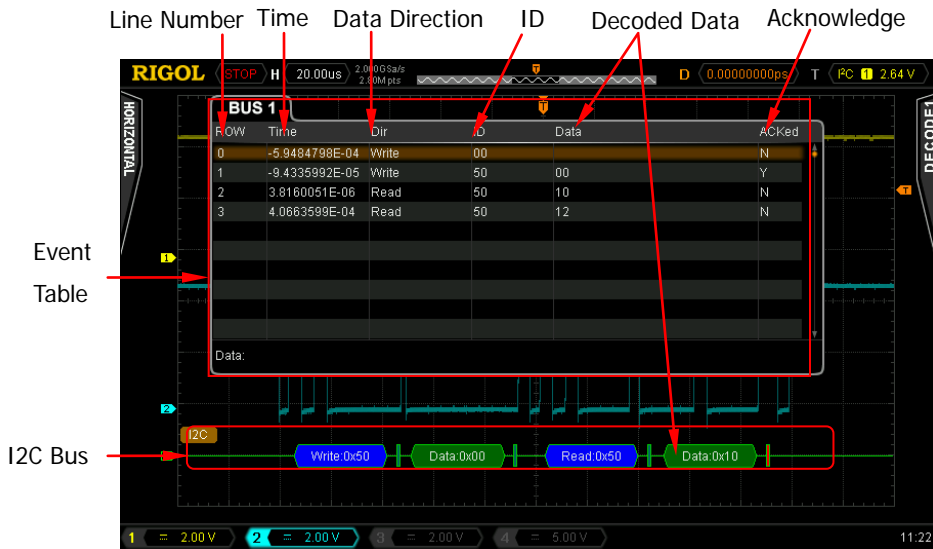 Line Number Time Data Direction ID Decoded Data Acknowledge
RIGOL STOP H 20.00us 2.000GSa/s 2.00M pts D 0.00000000ps T I²C 1 2.64 V
HORIZONTAL
BUS 1
DECODE1
ROW Time Dir ID Data ACKed
0 -5.9484798E-04 Write 00 N
1 -9.4335992E-05 Write 50 00 Y
2 3.8160051E-06 Read 50 10 N
3 4.0663599E-04 Read 50 12 N
T
1
Event
Table
Data:
2
I2C
I2C Bus
Write:0x50 Data:0x00 Read:0x50 Data:0x10
1 = 2.00 V 2 = 2.00 V 3 = 2.00 V 4 = 5.00 V 11:22